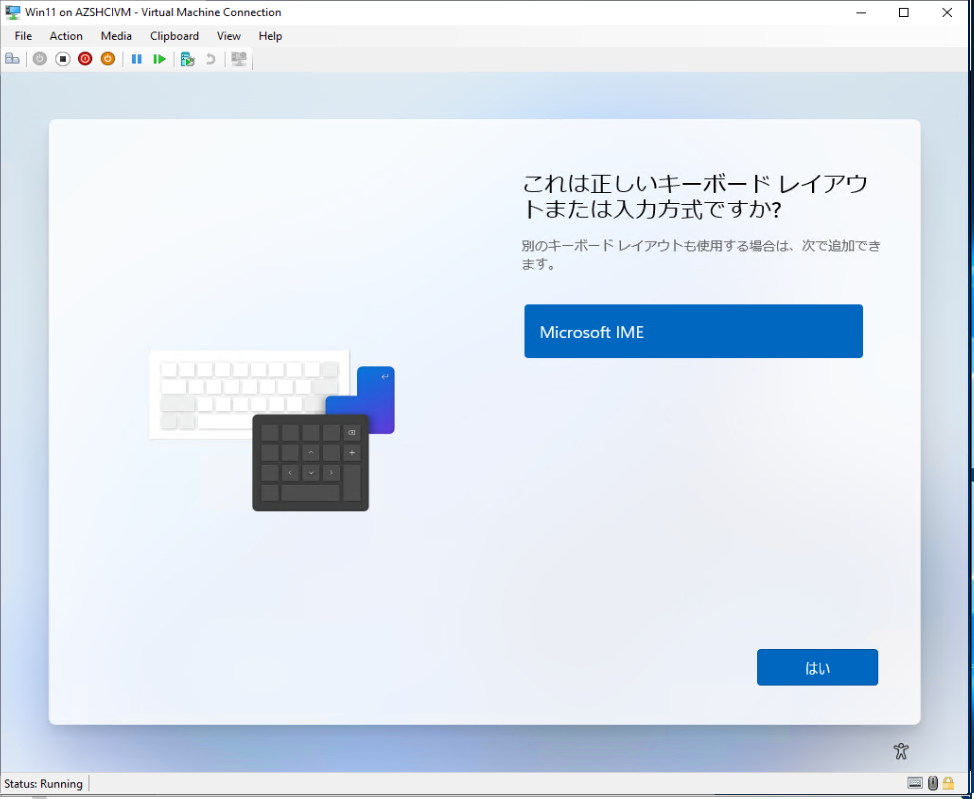 Win11 on AZSHCIVM - Virtual Machine Connection
File Action Media Clipboard View Help
これは正しいキーボード レイアウ
トまたは入力方式ですか?
別のキーボード レイアウトも使用する場合は、次で追加でき
ます。
Microsoft IME
はい
Status: Running